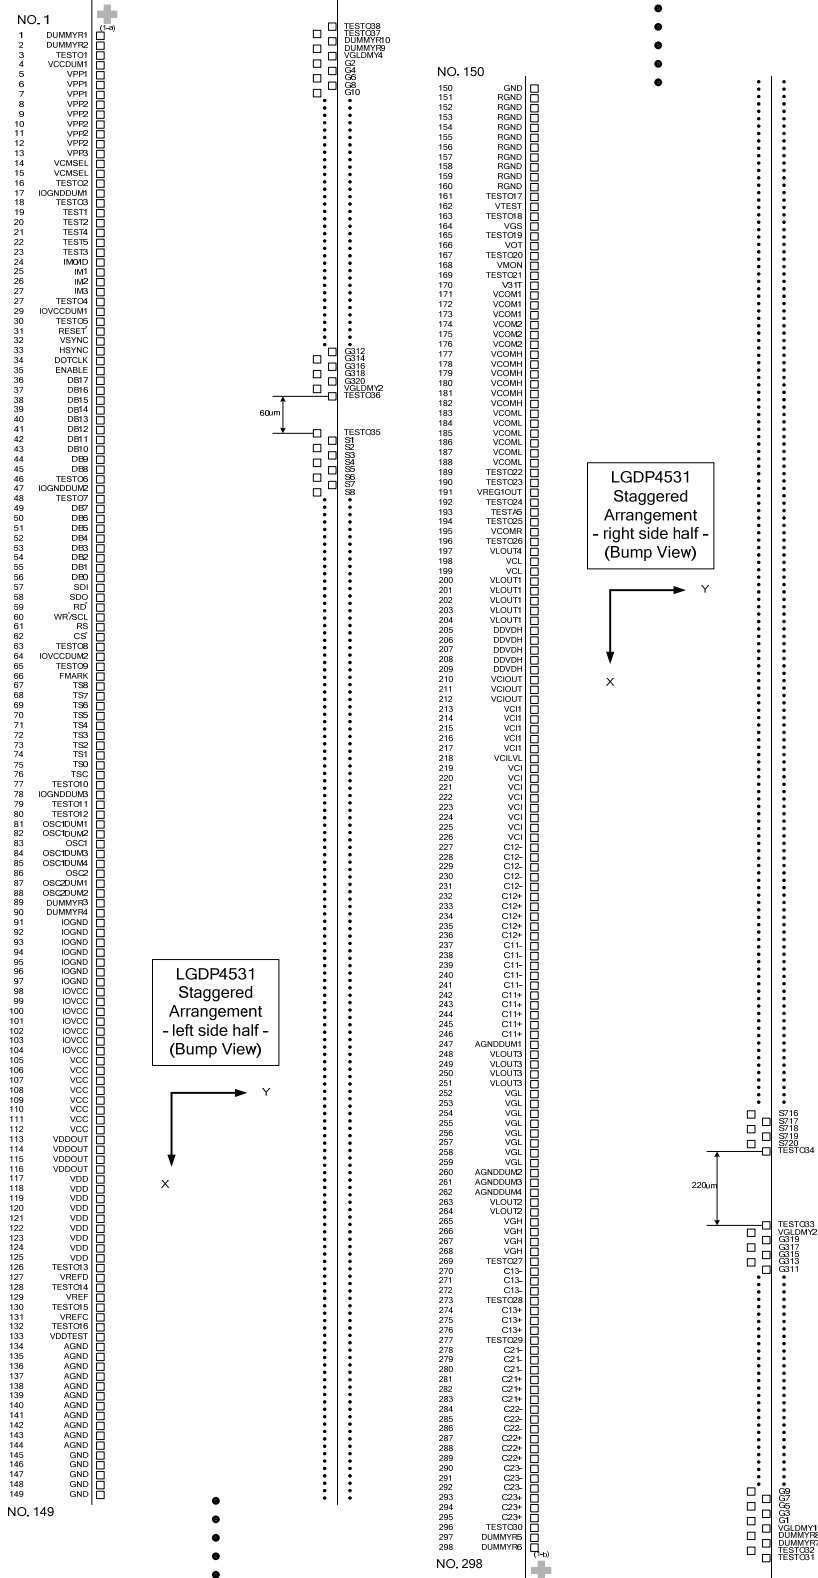 NO. 1
(1-a)
1 DUMMYR1
2 DUMMYR2
3 TESTO1
4 VCCDUM1
5 VPP1
6 VPP1
7 VPP1
8 VPP2
9 VPP2
10 VPP2
11 VPP2
12 VPP2
13 VPP3
14 VCMSEL
15 VCMSEL
16 TESTO2
17 IOGNDDUM1
18 TESTO3
19 TEST1
20 TEST2
21 TEST4
22 TEST5
23 TEST3
24 IM0/ID
25 IM1
26 IM2
27 IM3
27 TESTO4
29 IOVCCDUM1
30 TESTO5
31 RESET*
32 VSYNC
33 HSYNC
34 DOTCLK
35 ENABLE
36 DB17
37 DB16
38 DB15
39 DB14
40 DB13
41 DB12
42 DB11
43 DB10
44 DB9
45 DB8
46 TESTO6
47 IOGNDDUM2
48 TESTO7
49 DB7
50 DB6
51 DB5
52 DB4
53 DB3
54 DB2
55 DB1
56 DB0
57 SDI
58 SDO
59 RD*
60 WR*/SCL
61 RS
62 CS*
63 TESTO8
64 IOVCCDUM2
65 TESTO9
66 FMARK
67 TS8
68 TS7
69 TS6
70 TS5
71 TS4
72 TS3
73 TS2
74 TS1
75 TS0
76 TSC
77 TESTO10
78 IOGNDDUM3
79 TESTO11
80 TESTO12
81 OSC1DUM1
82 OSC1DUM2
83 OSC1
84 OSC1DUM3
85 OSC1DUM4
86 OSC2
87 OSC2DUM1
88 OSC2DUM2
89 DUMMYR3
90 DUMMYR4
91 IOGND
92 IOGND
93 IOGND
94 IOGND
95 IOGND
96 IOGND
97 IOGND
98 IOVCC
99 IOVCC
100 IOVCC
101 IOVCC
102 IOVCC
103 IOVCC
104 IOVCC
105 VCC
106 VCC
107 VCC
108 VCC
109 VCC
110 VCC
111 VCC
112 VCC
113 VDDOUT
114 VDDOUT
115 VDDOUT
116 VDDOUT
117 VDD
118 VDD
119 VDD
120 VDD
121 VDD
122 VDD
123 VDD
124 VDD
125 VDD
126 TESTO13
127 VREFD
128 TESTO14
129 VREF
130 TESTO15
131 VREFC
132 TESTO16
133 VDDTEST
134 AGND
135 AGND
136 AGND
137 AGND
138 AGND
139 AGND
140 AGND
141 AGND
142 AGND
143 AGND
144 AGND
145 GND
146 GND
147 GND
148 GND
149 GND
NO. 149
TESTO38
TESTO37
DUMMYR10
DUMMYR9
VGLDMY4
G2
G4
G6
G8
G10
G312
G314
G316
G318
G320
VGLDMY2
TESTO36
60um
TESTO35
S1
S2
S3
S4
S5
S6
S7
S8
LGDP4531
Staggered
Arrangement
- left side half -
(Bump View)
Y
X
NO. 150
150 GND
151 RGND
152 RGND
153 RGND
154 RGND
155 RGND
156 RGND
157 RGND
158 RGND
159 RGND
160 RGND
161 TESTO17
162 VTEST
163 TESTO18
164 VGS
165 TESTO19
166 VOT
167 TESTO20
168 VMON
169 TESTO21
170 V31T
171 VCOM1
172 VCOM1
173 VCOM1
174 VCOM2
175 VCOM2
176 VCOM2
177 VCOMH
178 VCOMH
179 VCOMH
180 VCOMH
181 VCOMH
182 VCOMH
183 VCOML
184 VCOML
185 VCOML
186 VCOML
187 VCOML
188 VCOML
189 TESTO22
190 TESTO23
191 VREG1OUT
192 TESTO24
193 TESTA5
194 TESTO25
195 VCOMR
196 TESTO26
197 VLOUT4
198 VCL
199 VCL
200 VLOUT1
201 VLOUT1
202 VLOUT1
203 VLOUT1
204 VLOUT1
205 DDVDH
206 DDVDH
207 DDVDH
208 DDVDH
209 DDVDH
210 VCIOUT
211 VCIOUT
212 VCIOUT
213 VCI1
214 VCI1
215 VCI1
216 VCI1
217 VCI1
218 VCILVL
219 VCI
220 VCI
221 VCI
222 VCI
223 VCI
224 VCI
225 VCI
226 VCI
227 C12-
228 C12-
229 C12-
230 C12-
231 C12-
232 C12+
233 C12+
234 C12+
235 C12+
236 C12+
237 C11-
238 C11-
239 C11-
240 C11-
241 C11-
242 C11+
243 C11+
244 C11+
245 C11+
246 C11+
247 AGNDDUM1
248 VLOUT3
249 VLOUT3
250 VLOUT3
251 VLOUT3
252 VGL
253 VGL
254 VGL
255 VGL
256 VGL
257 VGL
258 VGL
259 VGL
260 AGNDDUM2
261 AGNDDUM3
262 AGNDDUM4
263 VLOUT2
264 VLOUT2
265 VGH
266 VGH
267 VGH
268 VGH
269 TESTO27
270 C13-
271 C13-
272 C13-
273 TESTO28
274 C13+
275 C13+
276 C13+
277 TESTO29
278 C21-
279 C21-
280 C21-
281 C21+
282 C21+
283 C21+
284 C22-
285 C22-
286 C22-
287 C22+
288 C22+
289 C22+
290 C23-
291 C23-
292 C23-
293 C23+
294 C23+
295 C23+
296 TESTO30
297 DUMMYR5
298 DUMMYR6
(1-b)
NO. 298
LGDP4531
Staggered
Arrangement
- right side half -
(Bump View)
Y
X
S716
S717
S718
S719
S720
TESTO34
220um
TESTO33
VGLDMY2
G319
G317
G315
G313
G311
G9
G7
G5
G3
G1
VGLDMY1
DUMMYR8
DUMMYR7
TESTO32
TESTO31